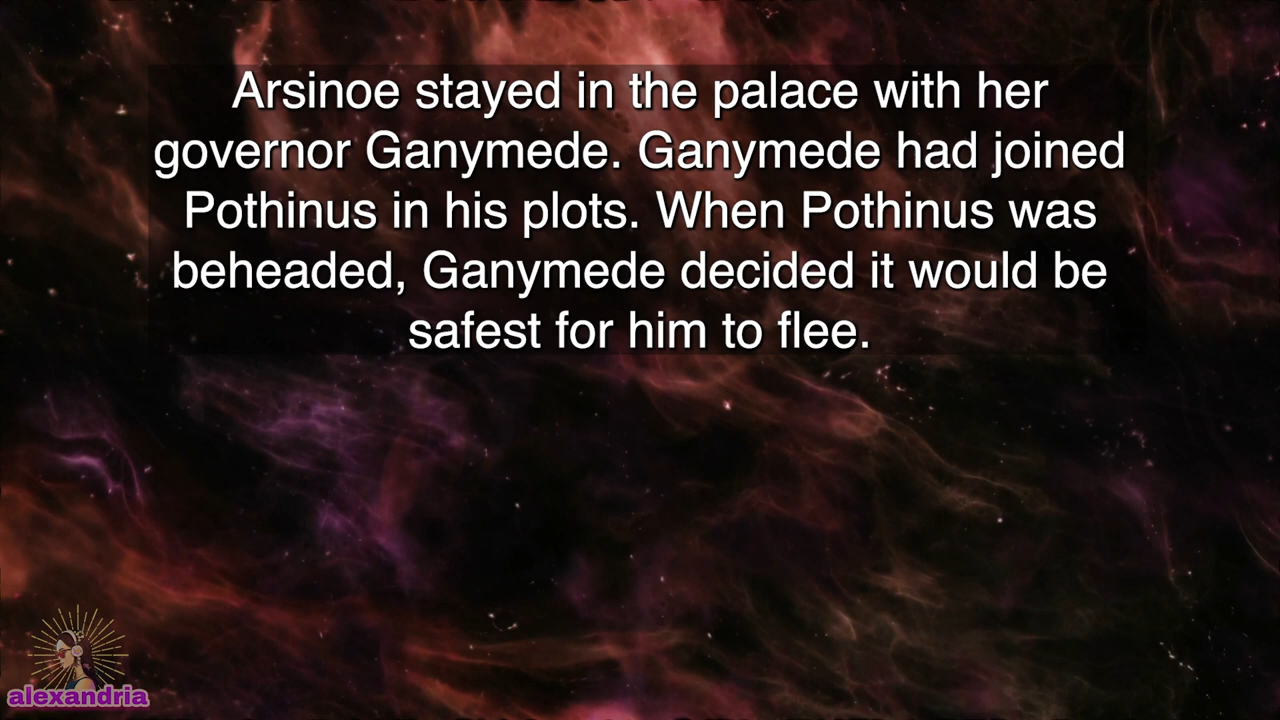 Arsinoe stayed in the palace with her
governor Ganymede. Ganymede had joined
Pothinus in his plots. When Pothinus was
beheaded, Ganymede decided it would be
safest for him to flee.
alexandria